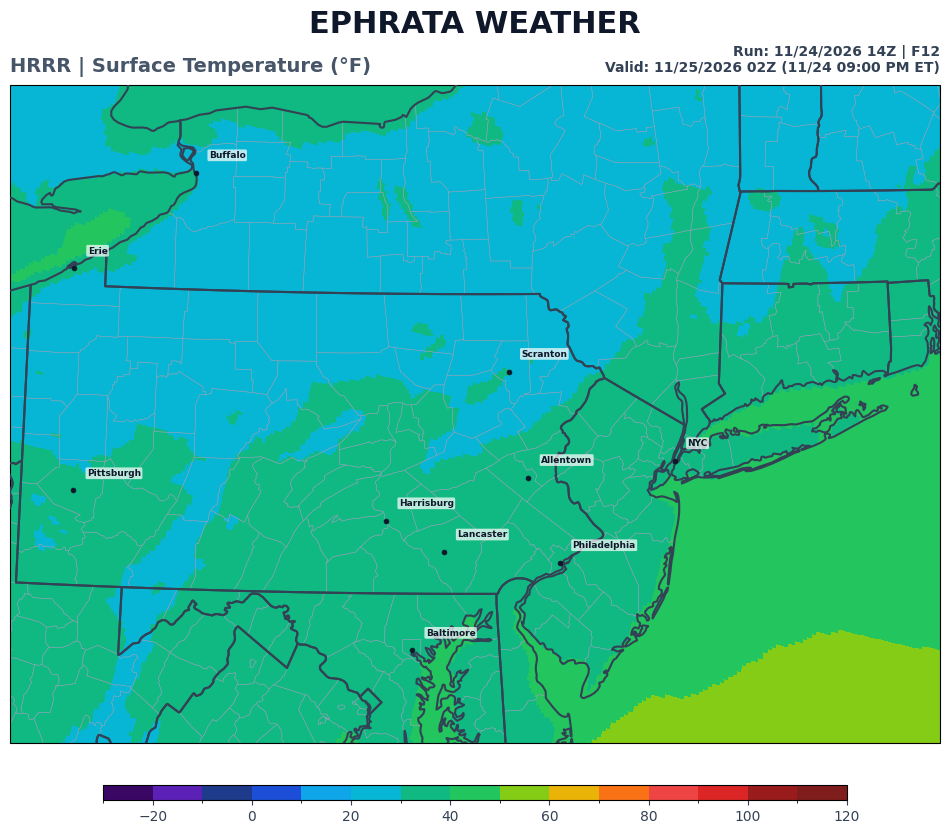 EPHRATA WEATHER
HRRR | Surface Temperature (°F)
Run: 11/24/2026 14Z | F12
Valid: 11/25/2026 02Z (11/24 09:00 PM ET)
Buffalo
Erie
Scranton
NYC
Allentown
Pittsburgh
Harrisburg
Lancaster
Philadelphia
Baltimore
−20 0 20 40 60 80 100 120